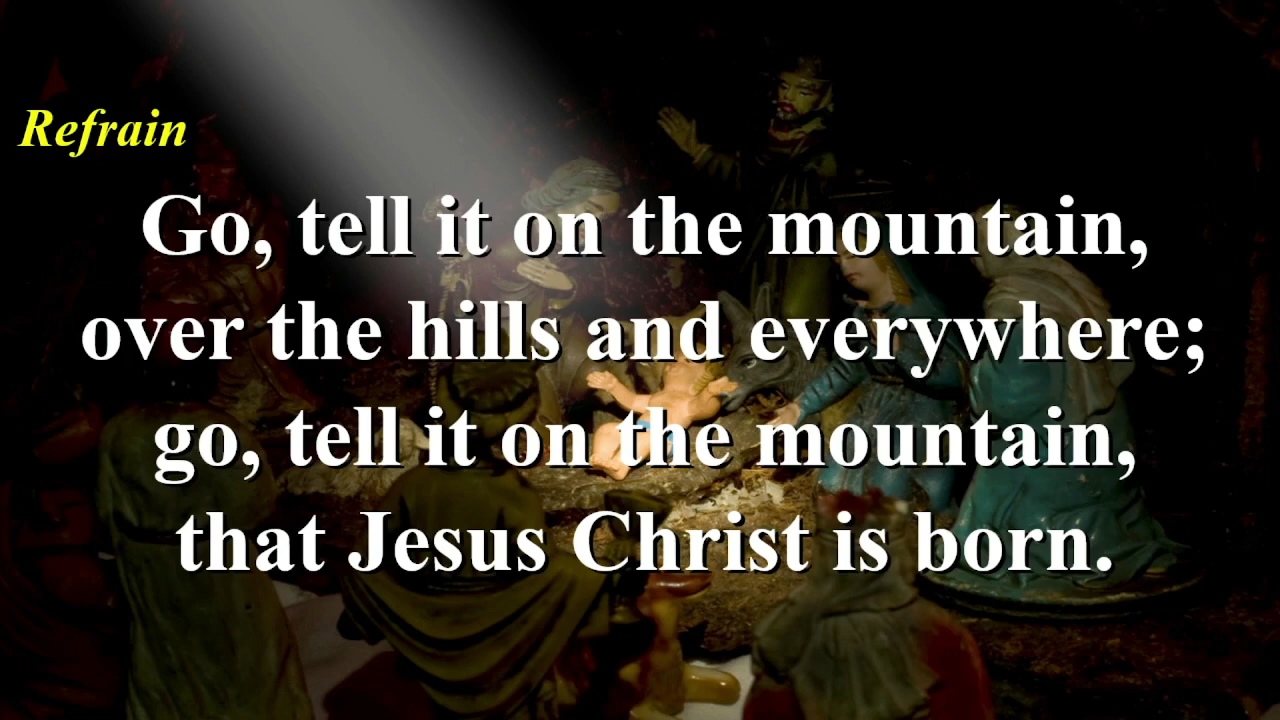 Refrain
Go, tell it on the mountain,
over the hills and everywhere;
go, tell it on the mountain,
that Jesus Christ is born.